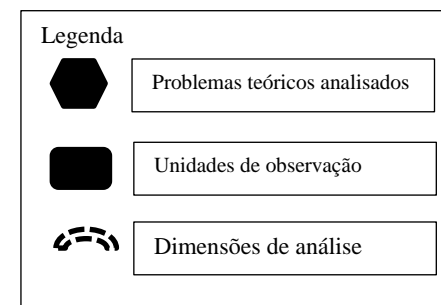 Legenda
Problemas teóricos analisados
Unidades de observação
Dimensões de análise